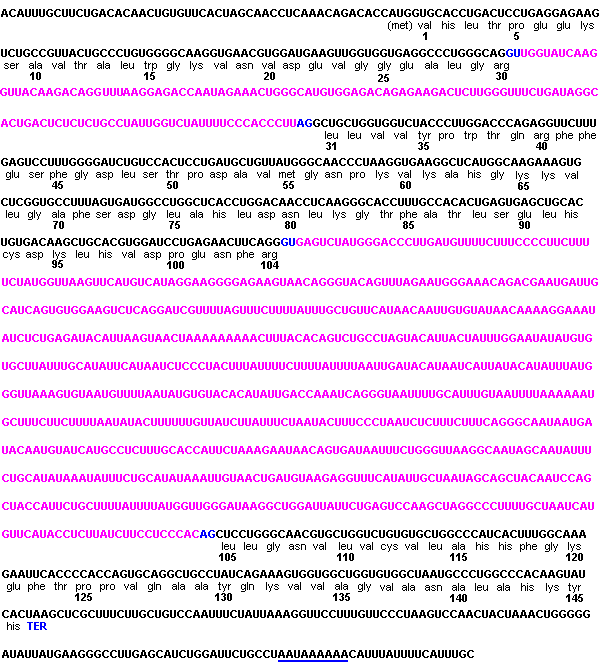 ACAUUUGCUUCUGACACAACUGUGUUCACUAGCAACCUCAAACAGACACCAUGGUGCACCUGACUCCUGAGGAGAAG
(met) val his leu thr pro glu glu lys
1 5
UCUGCCGUUACUGCCCUGUGGGGCAAGGUGAACGUGGAUGAAGUUGGUGGUGAGGCCCUGGGCAGGUUGGUAUCAAG
ser ala val thr ala leu trp gly lys val asn val asp glu val gly gly glu ala leu gly arg
10 15 20 25 30
GUUACAAGACAGGUUUAAGGAGACCAAUAGAAACUGGGCAUGUGGAGACAGAGAAGACUCUUGGGUUUCUGAUAGGC
ACUGACUCUCUCUGCCUAUUGGUCUAUUUUCCCACCCUUAGGCUGCUGGUGGUCUACCCUUGGACCCAGAGGUUCUUU
leu leu val val tyr pro trp thr gln arg phe phe
31 35 40
GAGUCCUUUGGGGAUCUGUCCACUCCUGAUGCUGUUAUGGGCAACCCUAAGGUGAAGGCUCAUGGCAAGAAAGUG
glu ser phe gly asp leu ser thr pro asp ala val met gly asn pro lys val lys ala his gly lys lys val
45 50 55 60 65
CUCGGUGCCUUUAGUGAUGGCCUGGCUCACCUGGACAACCUCAAGGGCACCUUUGCCACACUGAGUGAGCUGCAC
leu gly ala phe ser asp gly leu ala his leu asp asn leu lys gly thr phe ala thr leu ser glu leu his
70 75 80 85 90
UGUGACAAGCUGCACGUGGAUCCUGAGAACUUCAGGGUGAGUCUAUGGGACCCUUGAUGUUUUCUUUCCCCUUCUUU
cys asp lys leu his val asp pro glu asn phe arg
95 100 104
UCUAUGGUUAAGUUCAUGUCAUAGGAAGGGGAGAAGUAACAGGGUACAGUUUAGAAUGGGAAACAGACGAAUGAUUG
CAUCAGUGUGGAAGUCUCAGGAUCGUUUUAGUUUCUUUUAUUUGCUGUUCAUAACAAUUGUGUAUAACAAAAGGAAAU
AUCUCUGAGAUACAUUAAGUAACUAAAAAAAAACUUUACACAGUCUGCCUAGUACAUUACUAUUUGGAAUAUAUGUG
UGCUUAUUUGCAUAUUCAUAAUCUCCCUACUUUAUUUUCUUUUAUUUUUAAUUGAUACAUAAUCAUUAUACAUAUUUAUG
GGUUAAAGUGUAAUGUUUUAAUAUGUGUACACAUAUUGACCAAAUCAGGGUAAUUUUGCAUUUGUAAUUUUAAAAAAU
GCUUUCUUCUUUUAAUAUACUUUUUUGUUAUCUUAUUUCUAAUACUUUCCCUAAUCUCUUUCUUUCAGGGCAAUAAUGA
UACAAUGUAUCAUGCCUCUUUGCACCAUUCUAAAGAAUAACAGUGAUAAUUUCUGGGUUAAGGCAAUAGCAAUAUUU
CUGCAUAUAAAUAUUUCUGCAUAUAAAUUGUAACUGAUGUAAGAGGUUUCAUAUUGCUAAUAGCAGCUACAAUCCAG
CUACCAUUCUGCUUUUAUUUUAUGGUUGGGAUAAGGCUGGAUUAUUCUGAGUCCAAGCUAGGCCCUUUUGCUAAUCAU
GUUCAUACCUCUUAUCUUCCUCCCACAGCUCCUGGGCAACGUGCUGGUCUGUGUGCUGGCCCAUCACUUUGGCAAA
leu leu gly asn val leu val cys val leu ala his his phe gly lys
105 110 115 120
GAAUUCACCCCACCAGUGCAGGCUGCCUAUCAGAAAGUGGUGGCUGGUGUGGCUAAUGCCCUGGCCCACAAGUAU
glu phe thr pro pro val gln ala ala tyr gln lys val val ala gly val ala asn ala leu ala his lys tyr
125 130 135 140 145
CACUAAGCUCGCUUUCUUGCUGUCCAAUUUCUAUUAAAGGUUCCUUUGUUCCCUAAGUCCAACUACUAAACUGGGGG
his TER
AUAUUAUGAAGGGCCUUGAGCAUCUGGAUUCUGCCUAAUAAAAAACAUUUAUUUUCAUUGC